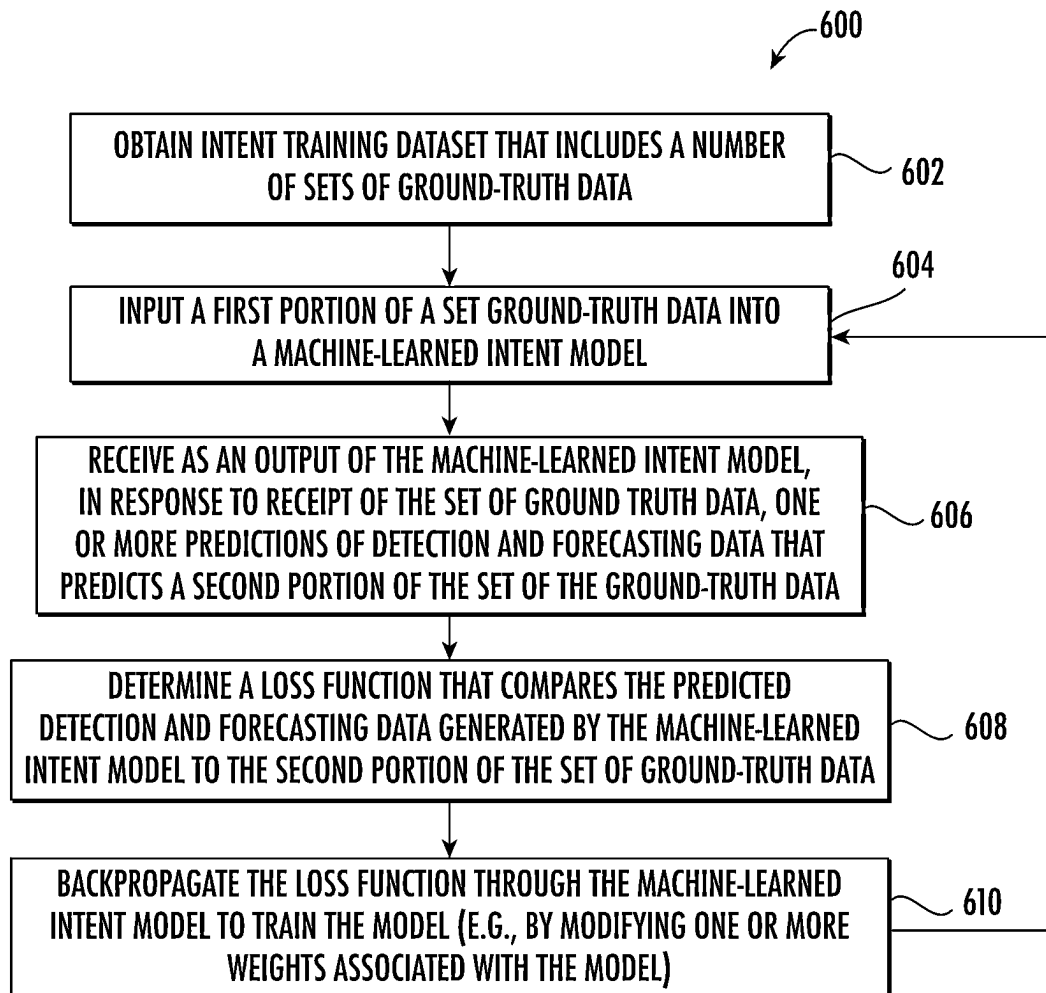 600
OBTAIN INTENT TRAINING DATASET THAT INCLUDES A NUMBER
OF SETS OF GROUND-TRUTH DATA
602
604
INPUT A FIRST PORTION OF A SET GROUND-TRUTH DATA INTO
A MACHINE-LEARNED INTENT MODEL
RECEIVE AS AN OUTPUT OF THE MACHINE-LEARNED INTENT MODEL,
IN RESPONSE TO RECEIPT OF THE SET OF GROUND TRUTH DATA, ONE
OR MORE PREDICTIONS OF DETECTION AND FORECASTING DATA THAT
PREDICTS A SECOND PORTION OF THE SET OF THE GROUND-TRUTH DATA
606
DETERMINE A LOSS FUNCTION THAT COMPARES THE PREDICTED
DETECTION AND FORECASTING DATA GENERATED BY THE MACHINE-LEARNED
INTENT MODEL TO THE SECOND PORTION OF THE SET OF GROUND-TRUTH DATA
608
BACKPROPAGATE THE LOSS FUNCTION THROUGH THE MACHINE-LEARNED
INTENT MODEL TO TRAIN THE MODEL (E.G., BY MODIFYING ONE OR MORE
WEIGHTS ASSOCIATED WITH THE MODEL)
610